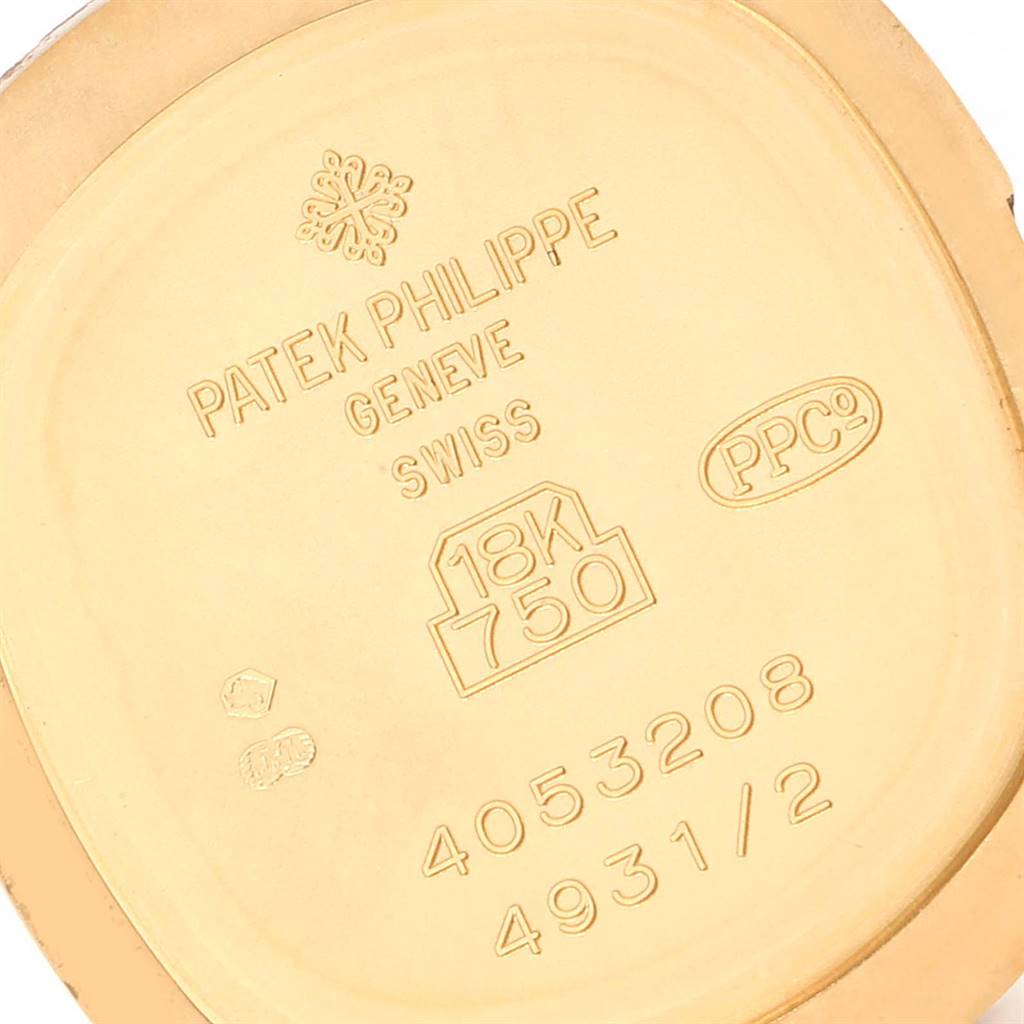 PATEK PHILIPPE
GENEVE
SWISS
PPCº
18K
750
4053208
4931/2